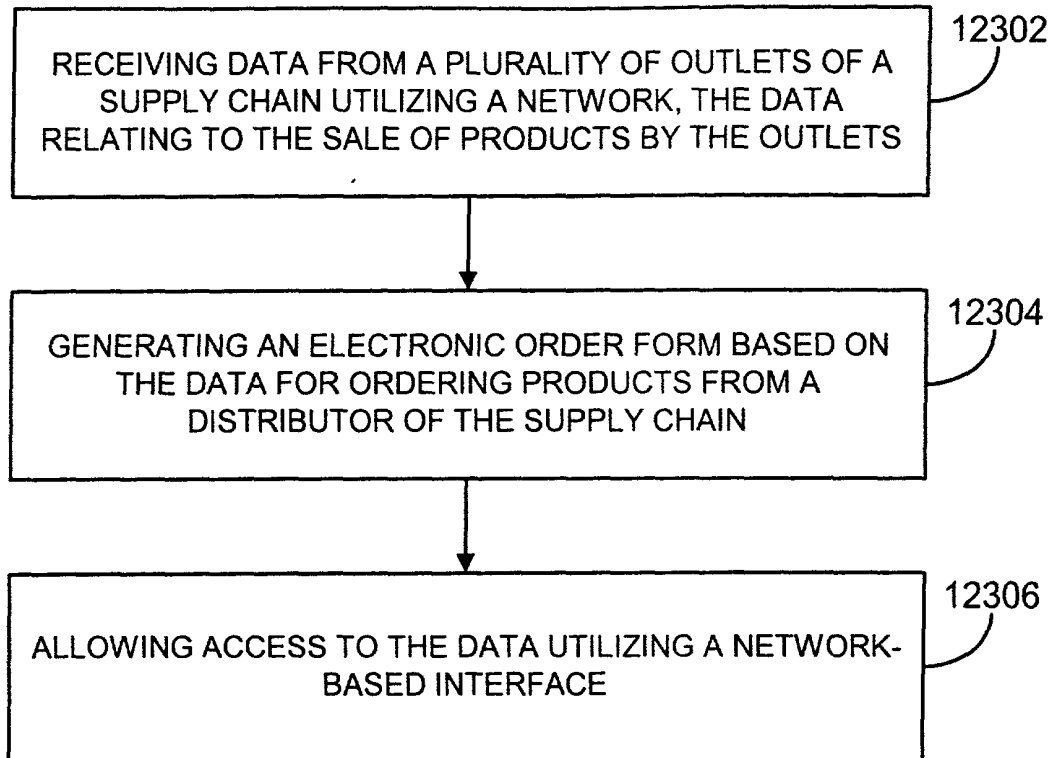 12302
RECEIVING DATA FROM A PLURALITY OF OUTLETS OF A
SUPPLY CHAIN UTILIZING A NETWORK, THE DATA
RELATING TO THE SALE OF PRODUCTS BY THE OUTLETS
12304
GENERATING AN ELECTRONIC ORDER FORM BASED ON
THE DATA FOR ORDERING PRODUCTS FROM A
DISTRIBUTOR OF THE SUPPLY CHAIN
12306
ALLOWING ACCESS TO THE DATA UTILIZING A NETWORK-
BASED INTERFACE